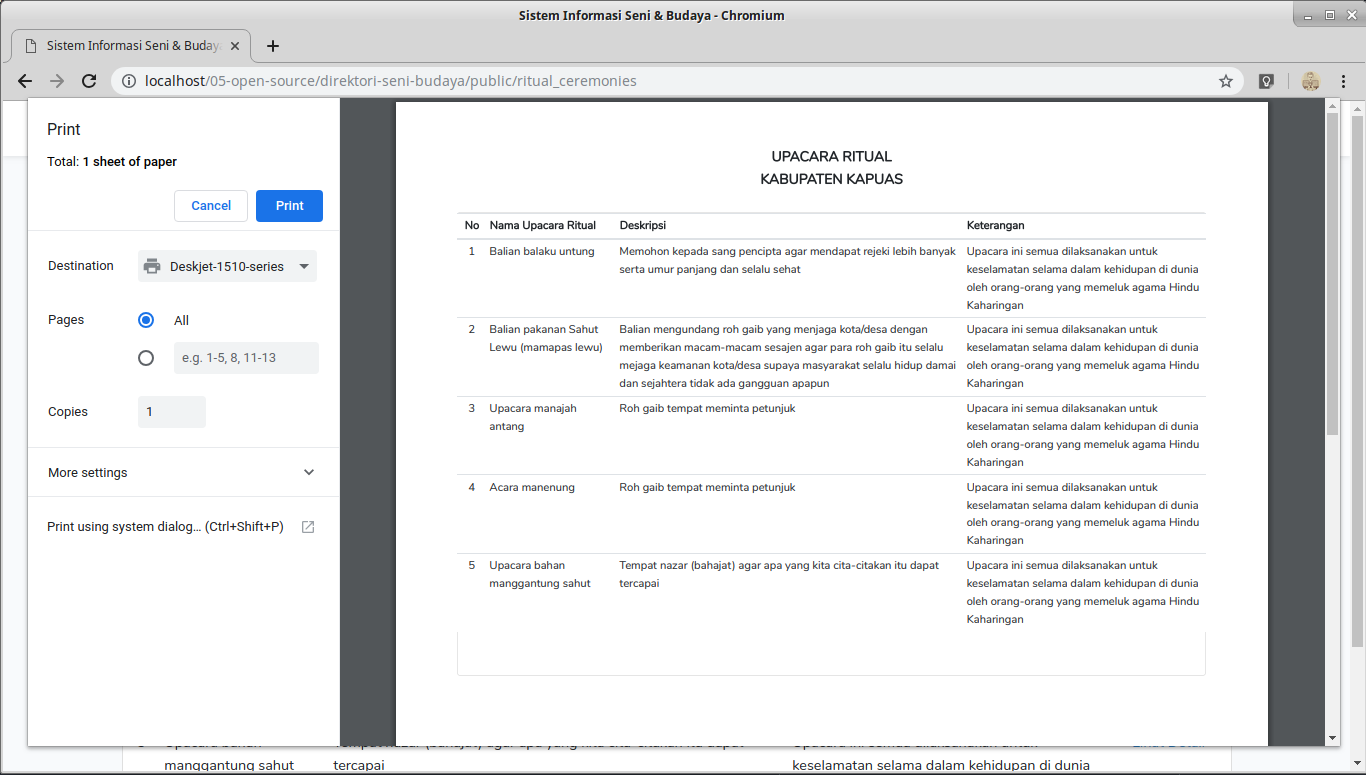 Sistem Informasi Seni & Budaya - Chromium
Sistem Informasi Seni & Buday
localhost/05-open-source/direktori-seni-budaya/public/ritual_ceremonies
Print
Total: 1 sheet of paper
Cancel Print
Destination Deskjet-1510-series
Pages All
e.g. 1-5, 8, 11-13
Copies 1
More settings
Print using system dialog... (Ctrl+Shift+P)
UPACARA RITUAL
KABUPATEN KAPUAS
No Nama Upacara Ritual Deskripsi Keterangan
1 Balian balaku untung Memohon kepada sang pencipta agar mendapat rejeki lebih banyak Upacara ini semua dilaksanakan untuk
serta umur panjang dan selalu sehat keselamatan selama dalam kehidupan di dunia
oleh orang-orang yang memeluk agama Hindu
Kaharingan
2 Balian pakanan Sahut Balian mengundang roh gaib yang menjaga kota/desa dengan Upacara ini semua dilaksanakan untuk
Lewu (mamapas lewu) memberikan macam-macam sesajen agar para roh gaib itu selalu keselamatan selama dalam kehidupan di dunia
mejaga keamanan kota/desa supaya masyarakat selalu hidup damai oleh orang-orang yang memeluk agama Hindu
dan sejahtera tidak ada gangguan apapun Kaharingan
3 Upacara manajah Roh gaib tempat meminta petunjuk Upacara ini semua dilaksanakan untuk
antang keselamatan selama dalam kehidupan di dunia
oleh orang-orang yang memeluk agama Hindu
Kaharingan
4 Acara manenung Roh gaib tempat meminta petunjuk Upacara ini semua dilaksanakan untuk
keselamatan selama dalam kehidupan di dunia
oleh orang-orang yang memeluk agama Hindu
Kaharingan
5 Upacara bahan Tempat nazar (bahajat) agar apa yang kita cita-citakan itu dapat Upacara ini semua dilaksanakan untuk
manggantung sahut tercapai keselamatan selama dalam kehidupan di dunia
oleh orang-orang yang memeluk agama Hindu
Kaharingan
manggantung sahut tercapai keselamatan selama dalam kehidupan di dunia